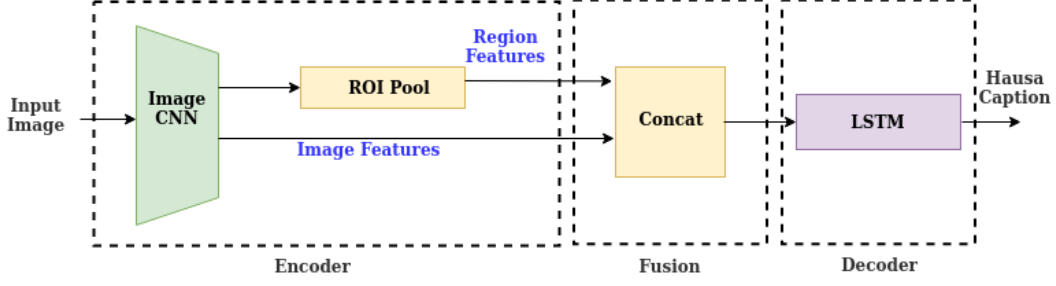 Input
Image
Image
CNN
ROI Pool
Region
Features
Image Features
Concat
LSTM
Hausa
Caption
Encoder
Fusion
Decoder